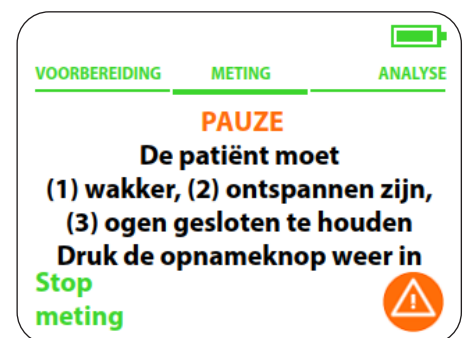 VOORBEREIDING METING ANALYSE
PAUZE
De patiënt moet
(1) wakker, (2) ontspannen zijn,
(3) ogen gesloten te houden
Druk de opnameknop weer in
Stop
meting